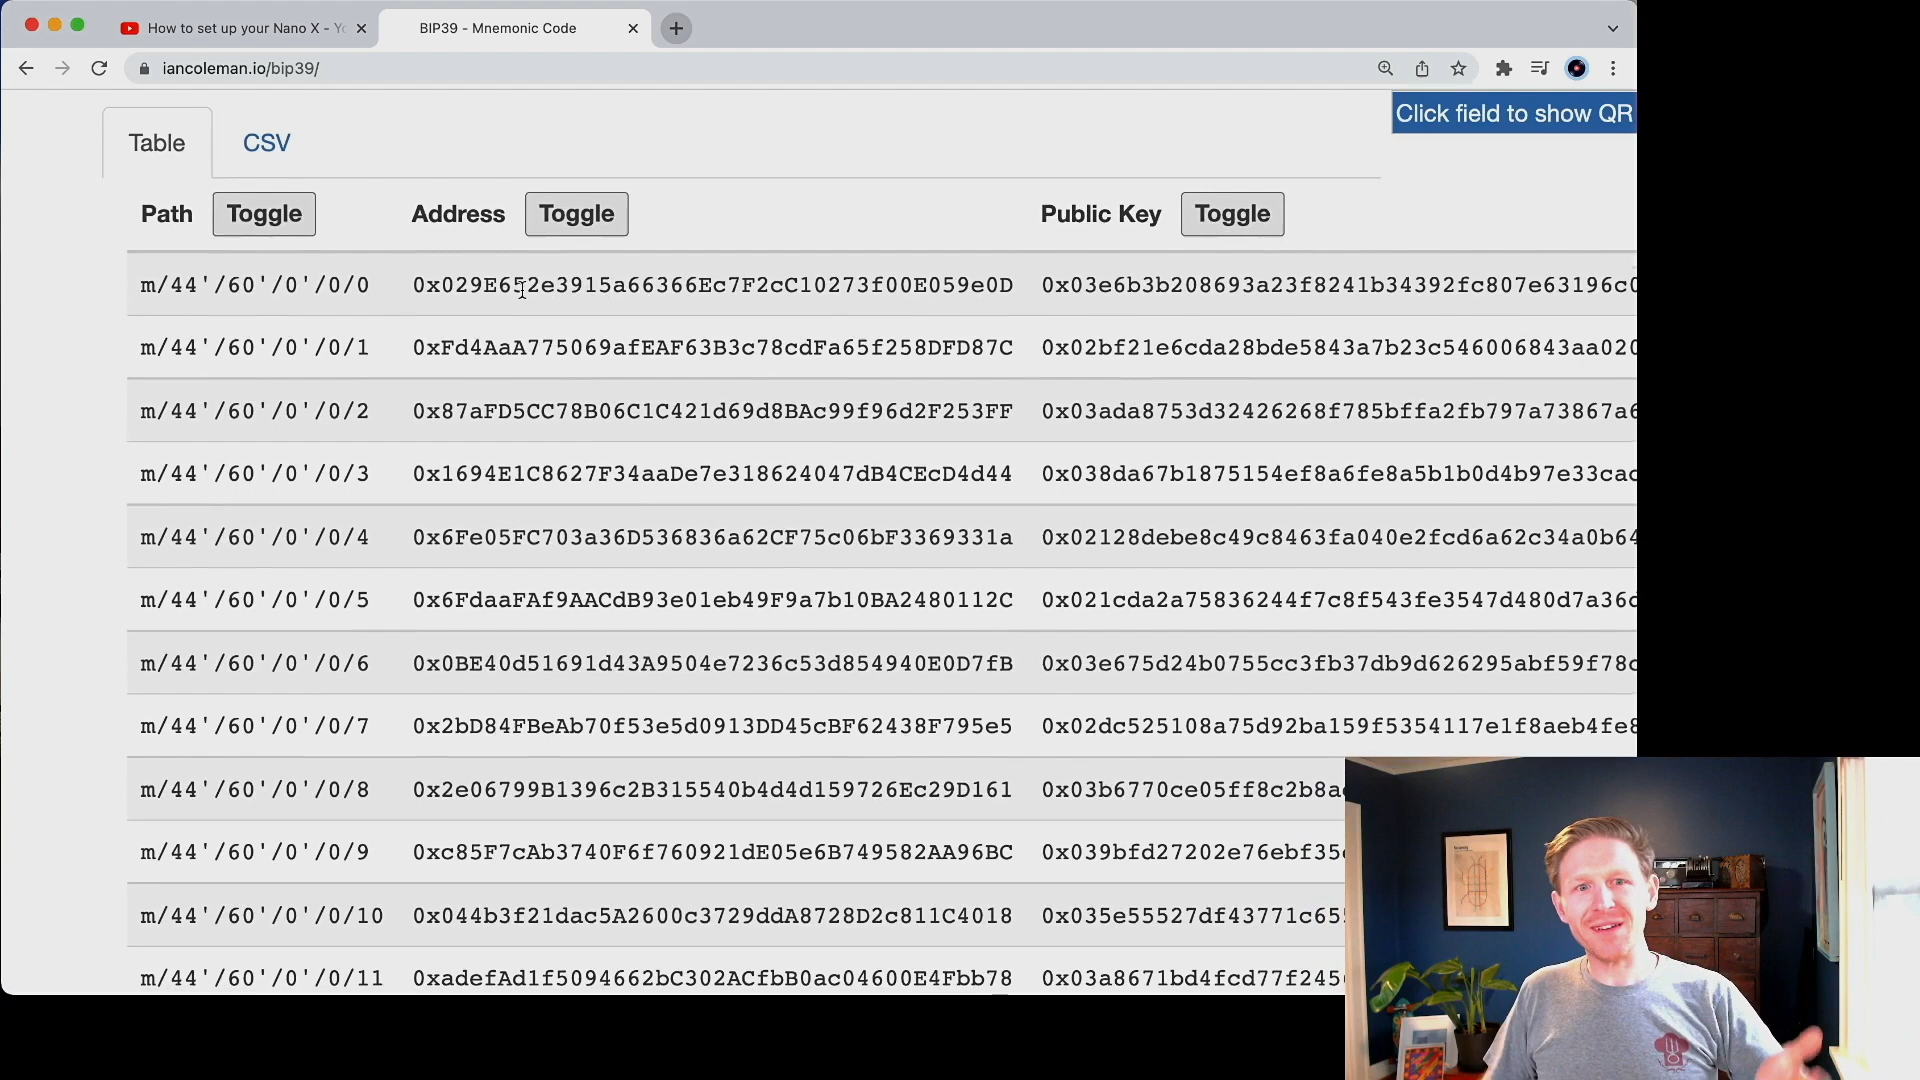 How to set up your Nano X - Yo
BIP39 - Mnemonic Code
iancoleman.io/bip39/
Click field to show QR
Table
CSV
Path Toggle Address Toggle Public Key Toggle
m/44'/60'/0'/0/0 0x029E652e3915a66366Ec7F2cC10273f00E059e0D 0x03e6b3b208693a23f8241b34392fc807e63196c0
m/44'/60'/0'/0/1 0xFd4AaA775069afEAF63B3c78cdFa65f258DFD87C 0x02bf21e6cda28bde5843a7b23c546006843aa020
m/44'/60'/0'/0/2 0x87aFD5CC78B06C1C421d69d8BAc99f96d2F253FF 0x03ada8753d32426268f785bffa2fb797a73867a6
m/44'/60'/0'/0/3 0x1694E1C8627F34aaDe7e318624047dB4CEcD4d44 0x038da67b1875154ef8a6fe8a5b1b0d4b97e33cac
m/44'/60'/0'/0/4 0x6Fe05FC703a36D536836a62CF75c06bF3369331a 0x02128debe8c49c8463fa040e2fcd6a62c34a0b64
m/44'/60'/0'/0/5 0x6FdaaFAf9AACdB93e01eb49F9a7b10BA2480112C 0x021cda2a75836244f7c8f543fe3547d480d7a36c
m/44'/60'/0'/0/6 0x0BE40d51691d43A9504e7236c53d854940E0D7fB 0x03e675d24b0755cc3fb37db9d626295abf59f78c
m/44'/60'/0'/0/7 0x2bD84FBeAb70f53e5d0913DD45cBF62438F795e5 0x02dc525108a75d92ba159f5354117e1f8aeb4fe8
m/44'/60'/0'/0/8 0x2e06799B1396c2B315540b4d4d159726Ec29D161 0x03b6770ce05ff8c2b8a
m/44'/60'/0'/0/9 0xc85F7cAb3740F6f760921dE05e6B749582AA96BC 0x039bfd27202e76ebf35
m/44'/60'/0'/0/10 0x044b3f21dac5A2600c3729ddA8728D2c811C4018 0x035e55527df43771c65
m/44'/60'/0'/0/11 0xadefAd1f5094662bC302ACfbB0ac04600E4Fbb78 0x03a8671bd4fcd77f245